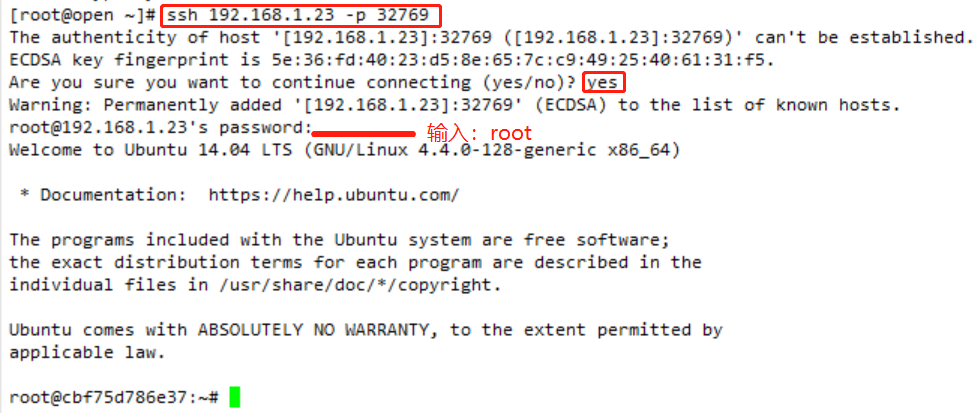 [root@open ~]# ssh 192.168.1.23 -p 32769
The authenticity of host '[192.168.1.23]:32769 ([192.168.1.23]:32769)' can't be established.
ECDSA key fingerprint is 5e:36:fd:40:23:d5:8e:65:7c:c9:49:25:40:61:31:f5.
Are you sure you want to continue connecting (yes/no)? yes
Warning: Permanently added '[192.168.1.23]:32769' (ECDSA) to the list of known hosts.
root@192.168.1.23's password: 输入：root
Welcome to Ubuntu 14.04 LTS (GNU/Linux 4.4.0-128-generic x86_64)
* Documentation:  https://help.ubuntu.com/
The programs included with the Ubuntu system are free software;
the exact distribution terms for each program are described in the
individual files in /usr/share/doc/*/copyright.
Ubuntu comes with ABSOLUTELY NO WARRANTY, to the extent permitted by
applicable law.
root@cbf75d786e37:~#